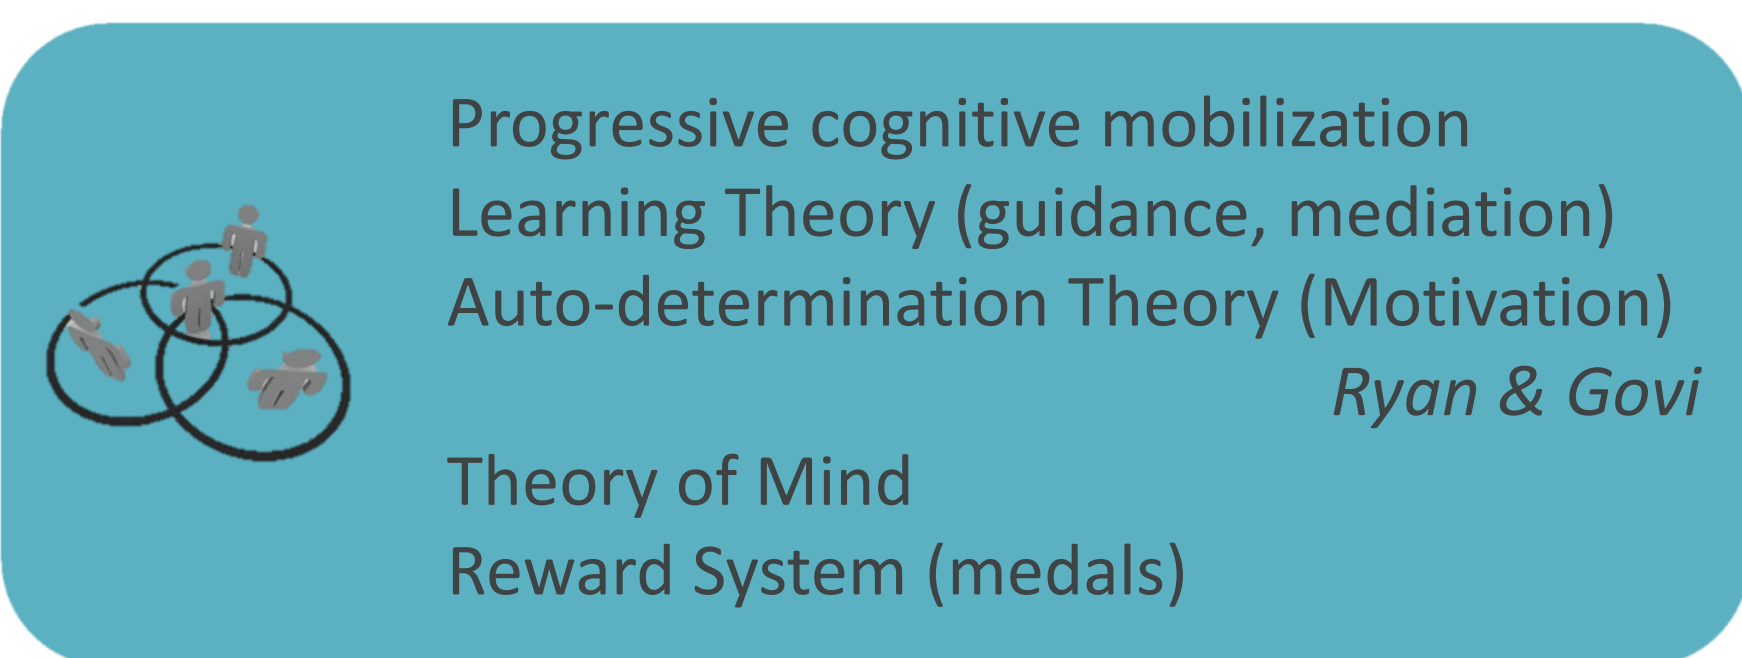 Progressive cognitive mobilization
Learning Theory (guidance, mediation)
Auto-determination Theory (Motivation)
Ryan & Govi
Theory of Mind
Reward System (medals)